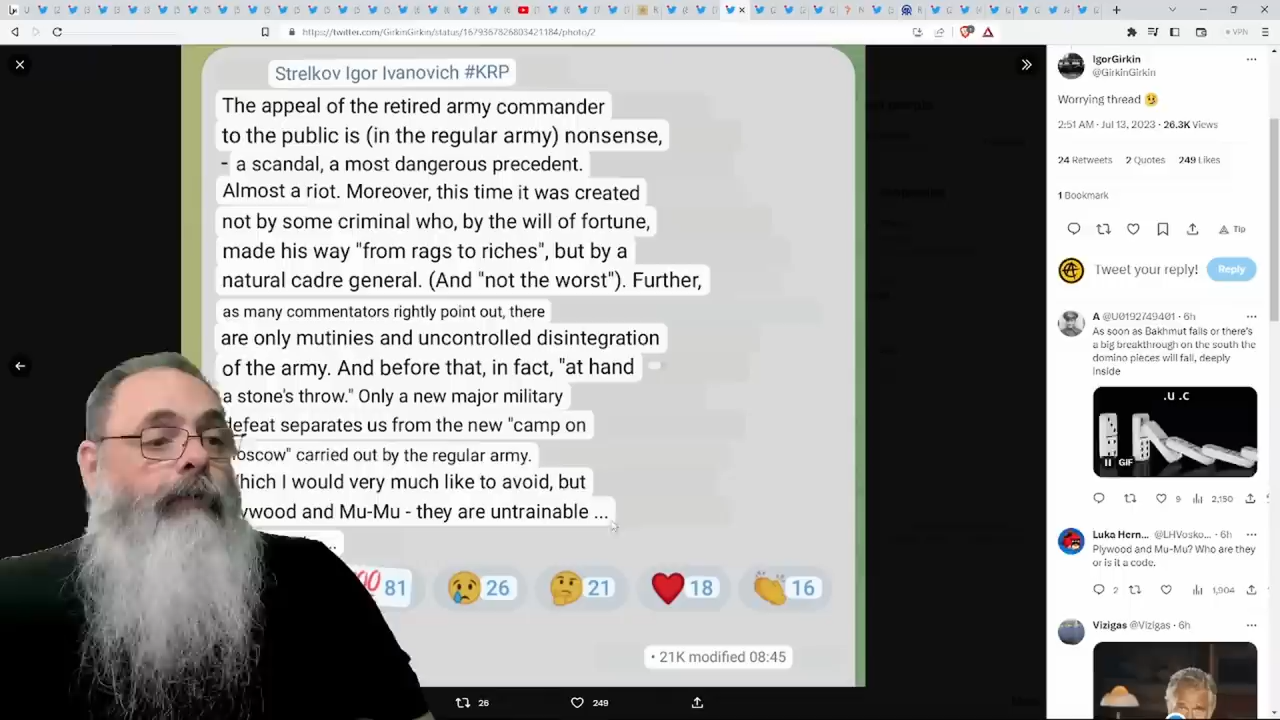 https://twitter.com/GirkinGirkin/status/1679367826803421184/photo/2
VPN
Strelkov Igor Ivanovich #KRP
The appeal of the retired army commander
to the public is (in the regular army) nonsense,
- a scandal, a most dangerous precedent.
Almost a riot. Moreover, this time it was created
not by some criminal who, by the will of fortune,
made his way "from rags to riches", but by a
natural cadre general. (And "not the worst"). Further,
as many commentators rightly point out, there
are only mutinies and uncontrolled disintegration
of the army. And before that, in fact, "at hand
a stone's throw." Only a new major military
defeat separates us from the new "camp on
carried out by the regular army.
I would very much like to avoid, but
and Mu-Mu - they are untrainable ...
81
26
21
18
16
• 21K modified 08:45
26
249
IgorGirkin
@GirkinGirkin
Worrying thread
2:51 AM · Jul 13, 2023 · 26.3K Views
24 Retweets 2 Quotes 249 Likes
1 Bookmark
Tip
Tweet your reply!
Reply
A @U0192749401 · 6h
As soon as Bakhmut fails or there's
a big breakthrough on the south the
domino pieces will fall, deeply
inside
.U .C
GIF
9
2,150
Luka Hern... @LHVosko... · 6h
Plywood and Mu-Mu? Who are they
or is it a code.
2
1,904
Vizigas @Vizigas · 6h